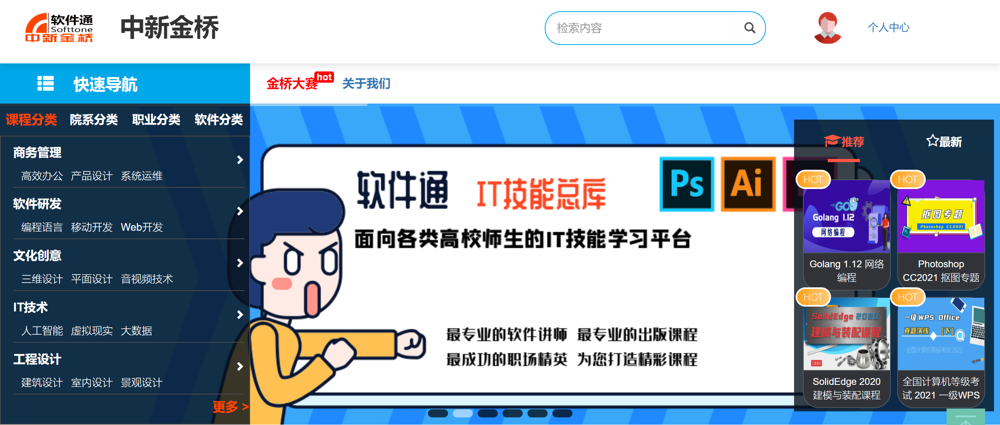 软件通
Softtone
中新金桥
中新金桥
检索内容
个人中心
快速导航
金桥大赛 hot
关于我们
课程分类 院系分类 职业分类 软件分类
商务管理
高效办公 产品设计 系统运维
软件研发
编程语言 移动开发 Web开发
文化创意
三维设计 平面设计 音视频技术
IT技术
人工智能 虚拟现实 大数据
工程设计
建筑设计 室内设计 景观设计
更多 >
软件通 IT技能总库
Ps Ai
面向各类高校师生的IT技能学习平台
最专业的软件讲师 最专业的出版课程
最成功的职场精英 为您打造精彩课程
推荐 最新
HOT
GO
Golang 1.12
网络编程
Golang 1.12 网络
编程
HOT
抠图专题
Photoshop CC2021
Ps
Photoshop
CC2021 抠图专题
HOT
SolidEdge 2020
建模与装配课程
工业设计
SolidEdge 2020
建模与装配课程
HOT
一级WPS Office
真题演练 (下)
全国计算机等级考试2021
全国计算机等级考
试 2021 一级WPS